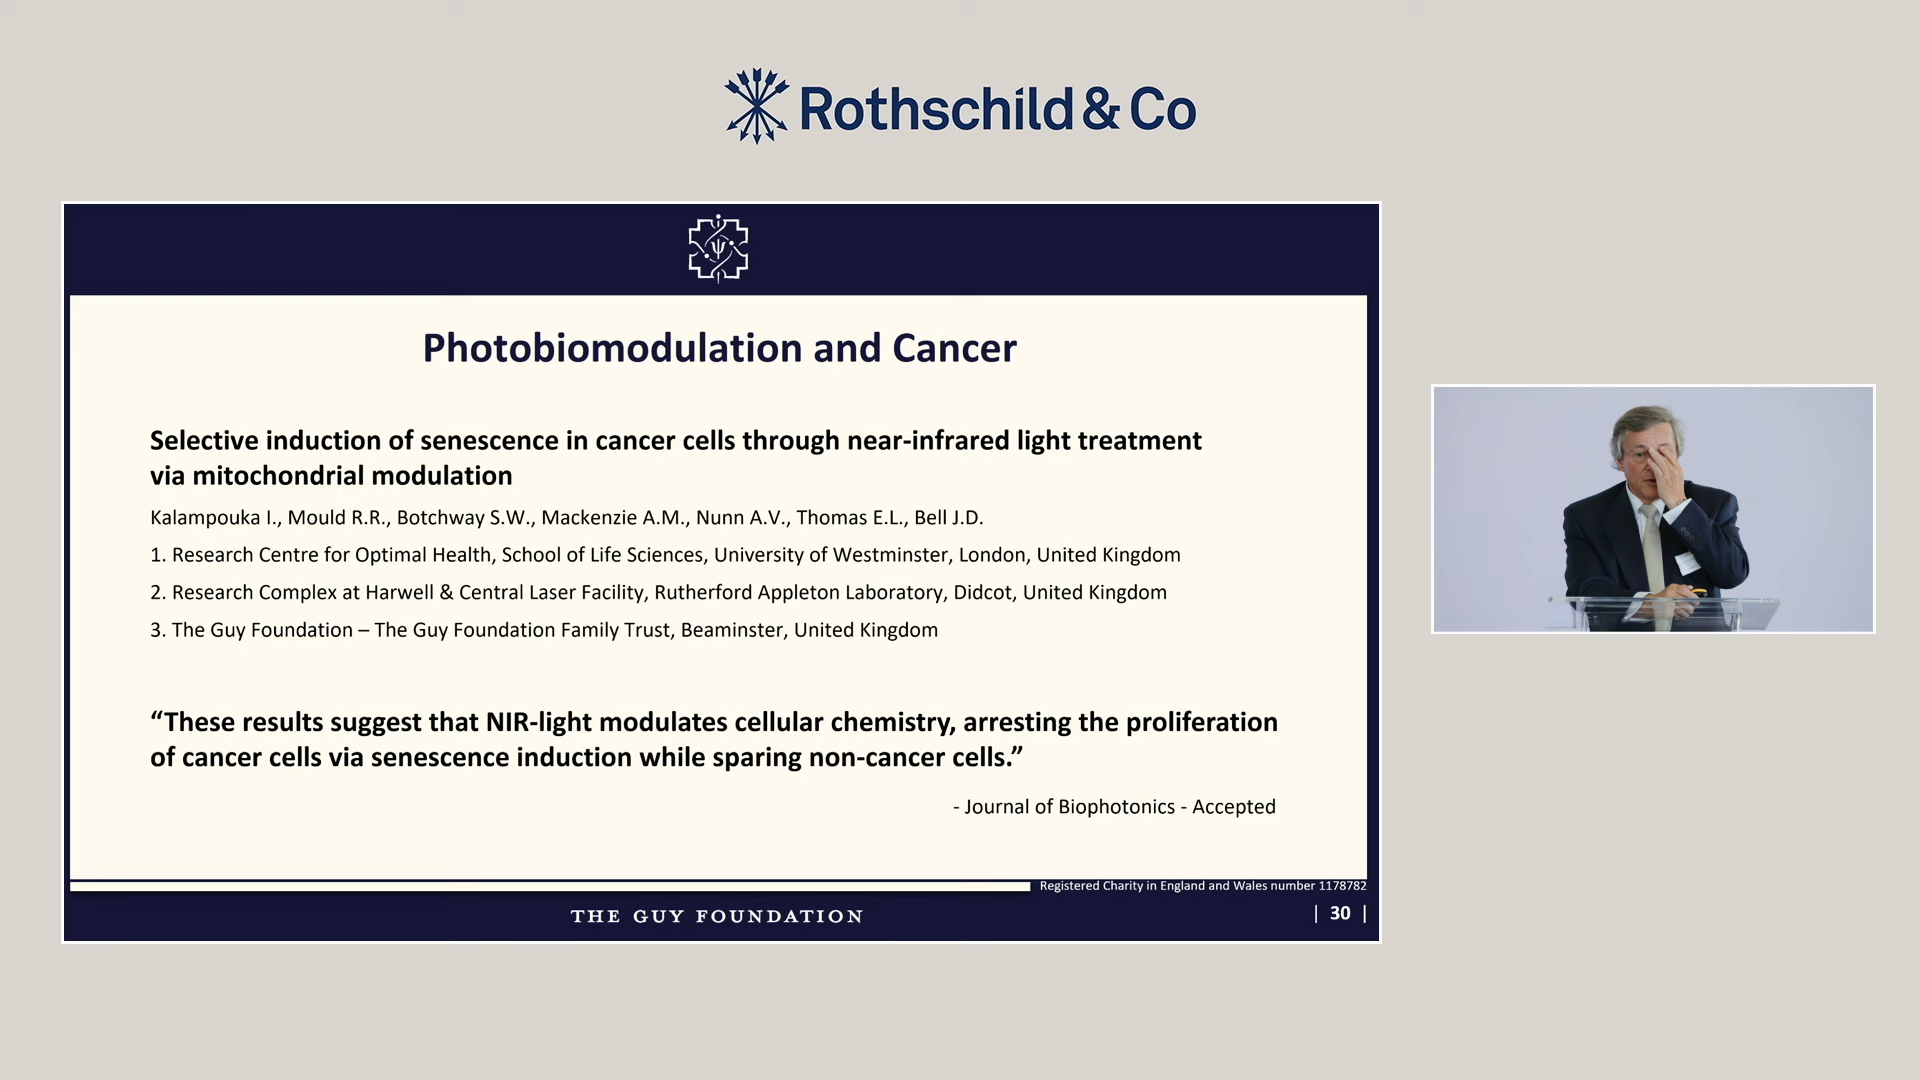 Rothschild & Co
Photobiomodulation and Cancer
Selective induction of senescence in cancer cells through near-infrared light treatment
via mitochondrial modulation
Kalampouka I., Mould R.R., Botchway S.W., Mackenzie A.M., Nunn A.V., Thomas E.L., Bell J.D.
1. Research Centre for Optimal Health, School of Life Sciences, University of Westminster, London, United Kingdom
2. Research Complex at Harwell & Central Laser Facility, Rutherford Appleton Laboratory, Didcot, United Kingdom
3. The Guy Foundation – The Guy Foundation Family Trust, Beaminster, United Kingdom
“These results suggest that NIR-light modulates cellular chemistry, arresting the proliferation
of cancer cells via senescence induction while sparing non-cancer cells.”
- Journal of Biophotonics - Accepted
Registered Charity in England and Wales number 1178782
THE GUY FOUNDATION
| 30 |